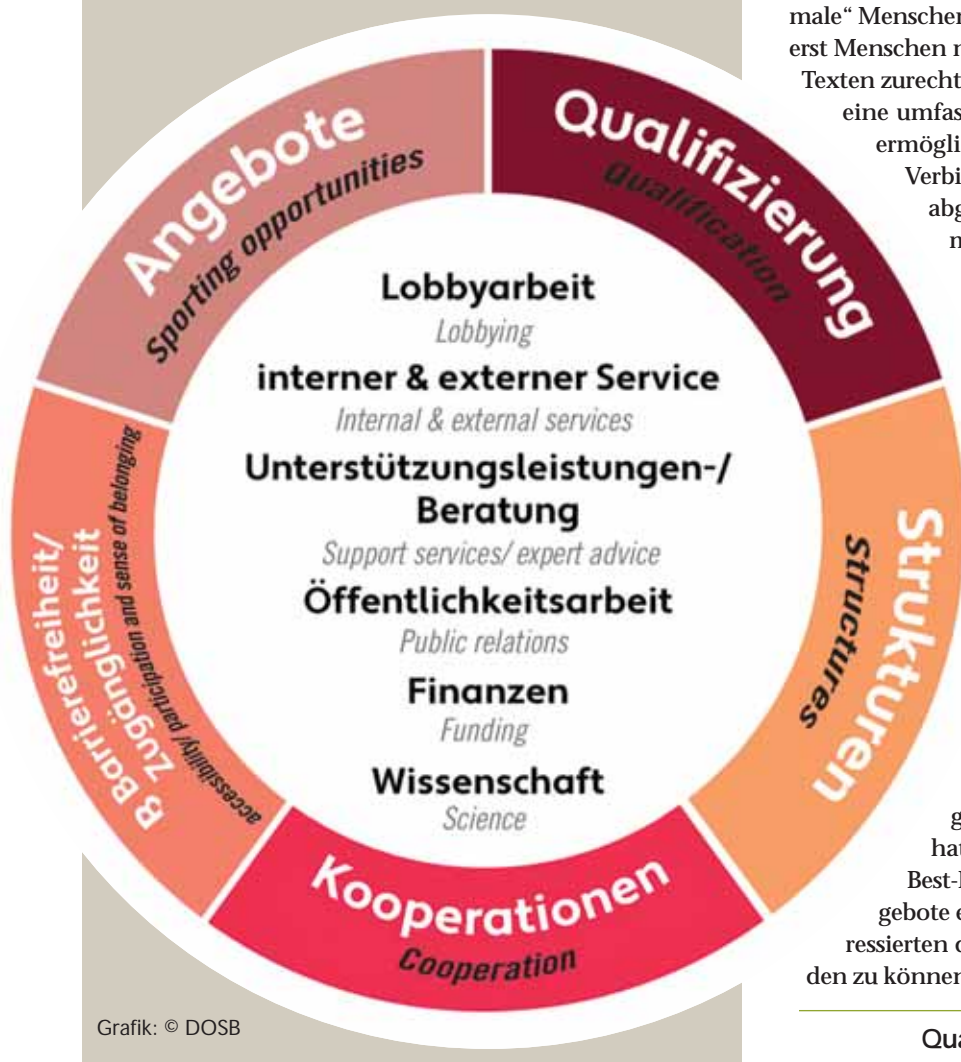 Angebote
Sporting opportunities
Qualifizierung
Qualification
Strukturen
Structures
Kooperationen
Cooperation
B Barrierefreiheit/
Zugänglichkeit
accessibility/ participation and sense of belonging
Lobbyarbeit
Lobbying
interner & externer Service
Internal & external services
Unterstützungsleistungen-/
Beratung
Support services/ expert advice
Öffentlichkeitsarbeit
Public relations
Finanzen
Funding
Wissenschaft
Science
Grafik: © DOSB
male“ Menschen
erst Menschen
Texten zurecht
eine umfas
ermögli
Verbi
abg
hat
Best-
gebote e
ressierten
den zu können
Qua